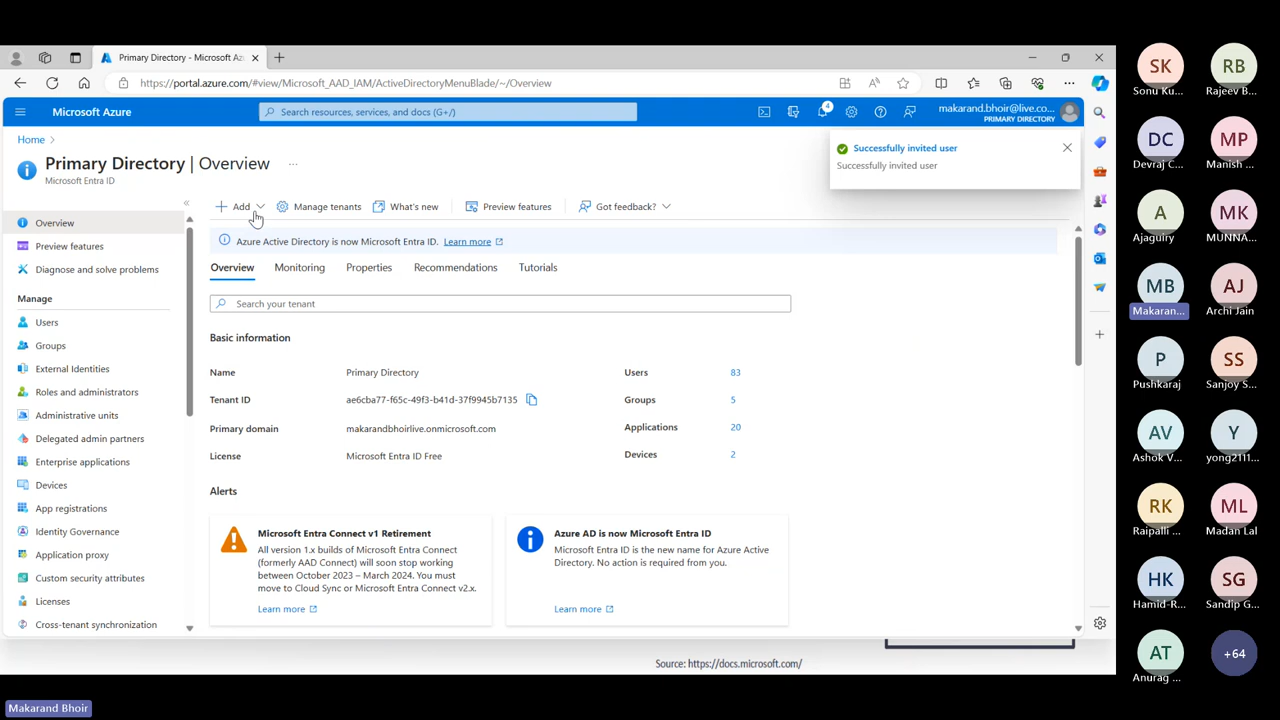 Primary Directory - Microsoft Az
https://portal.azure.com/#view/Microsoft_AAD_IAM/ActiveDirectoryMenuBlade/~/Overview
Microsoft Azure
Search resources, services, and docs (G+/)
4
makarand.bhoir@live.co...
PRIMARY DIRECTORY
Home >
Primary Directory | Overview
...
Microsoft Entra ID
Successfully invited user
Successfully invited user
+ Add
Manage tenants
What's new
Preview features
Got feedback?
Azure Active Directory is now Microsoft Entra ID. Learn more
Overview
Monitoring
Properties
Recommendations
Tutorials
Search your tenant
Overview
Preview features
Diagnose and solve problems
Manage
Users
Groups
External Identities
Roles and administrators
Administrative units
Delegated admin partners
Enterprise applications
Devices
App registrations
Identity Governance
Application proxy
Custom security attributes
Licenses
Cross-tenant synchronization
Basic information
Name Primary Directory
Users 83
Tenant ID ae6cba77-f65c-49f3-b41d-37f9945b7135
Groups 5
Primary domain makarandbhoirlive.onmicrosoft.com
Applications 20
License Microsoft Entra ID Free
Devices 2
Alerts
Microsoft Entra Connect v1 Retirement
All version 1.x builds of Microsoft Entra Connect
(formerly AAD Connect) will soon stop working
between October 2023 – March 2024. You must
move to Cloud Sync or Microsoft Entra Connect v2.x.
Learn more
Azure AD is now Microsoft Entra ID
Microsoft Entra ID is the new name for Azure Active
Directory. No action is required from you.
Learn more
Source: https://docs.microsoft.com/
Makarand Bhoir
SK
Sonu Ku...
RB
Rajeev B...
DC
Devraj C...
MP
Manish ...
A
Ajaguiry
MK
MUNNA...
MB
Makaran...
AJ
Archi Jain
P
Pushkaraj
SS
Sanjoy S...
AV
Ashok V...
Y
yong2111...
RK
Raipalli ...
ML
Madan Lal
HK
Hamid-R...
SG
Sandip G...
AT
Anurag ...
+64